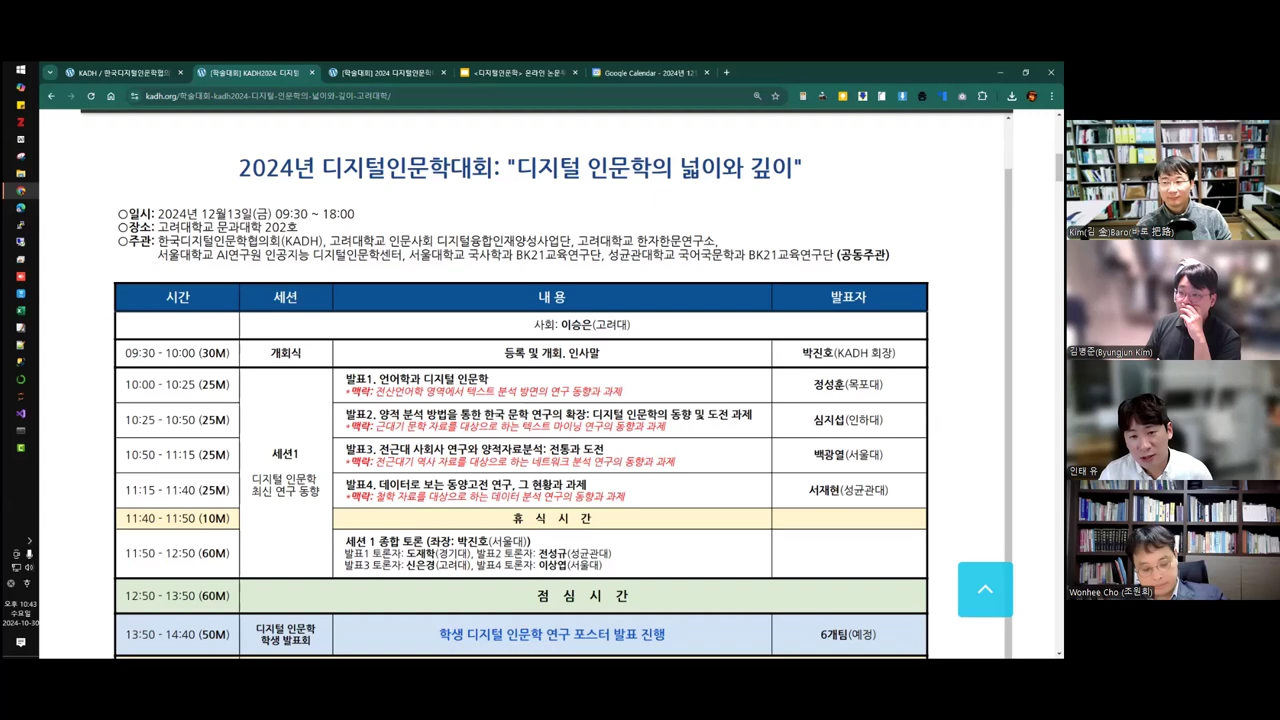 KADH / 한국디지털인문학협의
[학술대회] KADH2024: 디지털
[학술대회] 2024 디지털인문학
<디지털인문학> 온라인 논문투
Google Calendar - 2024년 12
kadh.org/학술대회-kadh2024-디지털-인문학의-넓이와-깊이-고려대학/
2024년 디지털인문학대회: "디지털 인문학의 넓이와 깊이"
○일시: 2024년 12월13일(금) 09:30 ~ 18:00
○장소: 고려대학교 문과대학 202호
○주관: 한국디지털인문학협의회(KADH), 고려대학교 인문사회 디지털융합인재양성사업단, 고려대학교 한자한문연구소,
서울대학교 AI연구원 인공지능 디지털인문학센터, 서울대학교 국사학과 BK21교육연구단, 성균관대학교 국어국문학과 BK21교육연구단 (공동주관)
시간 세션 내 용 발표자
사회: 이승은(고려대)
09:30 - 10:00 (30M) 개회식 등록 및 개회. 인사말 박진호(KADH 회장)
10:00 - 10:25 (25M) 발표1. 언어학과 디지털 인문학 정성훈(목포대)
*맥락: 전산언어학 영역에서 텍스트 분석 방면의 연구 동향과 과제
10:25 - 10:50 (25M) 발표2. 양적 분석 방법을 통한 한국 문학 연구의 확장: 디지털 인문학의 동향 및 도전 과제 심지섭(인하대)
*맥락: 근대기 문학 자료를 대상으로 하는 텍스트 마이닝 연구의 동향과 과제
10:50 - 11:15 (25M) 발표3. 전근대 사회사 연구와 양적자료분석: 전통과 도전 백광열(서울대)
*맥락: 전근대기 역사 자료를 대상으로 하는 네트워크 분석 연구의 동향과 과제
세션1
디지털 인문학
최신 연구 동향
11:15 - 11:40 (25M) 발표4. 데이터로 보는 동양고전 연구, 그 현황과 과제 서재현(성균관대)
*맥락: 철학 자료를 대상으로 하는 데이터 분석 연구의 동향과 과제
11:40 - 11:50 (10M) 휴 식 시 간
11:50 - 12:50 (60M) 세션 1 종합 토론 (좌장: 박진호(서울대))
발표1 토론자: 도재학(경기대), 발표2 토론자: 전성규(성균관대)
발표3 토론자: 신은경(고려대), 발표4 토론자: 이상엽(서울대)
12:50 - 13:50 (60M) 점 심 시 간
13:50 - 14:40 (50M) 디지털 인문학 학생 발표회 학생 디지털 인문학 연구 포스터 발표 진행 6개팀(예정)
오후 10:43
수요일
2024-10-30
Kim(김 金)Baro(바로 把路)
김병준(Byungjun Kim)
인태 유
Wonhee Cho (조원희)